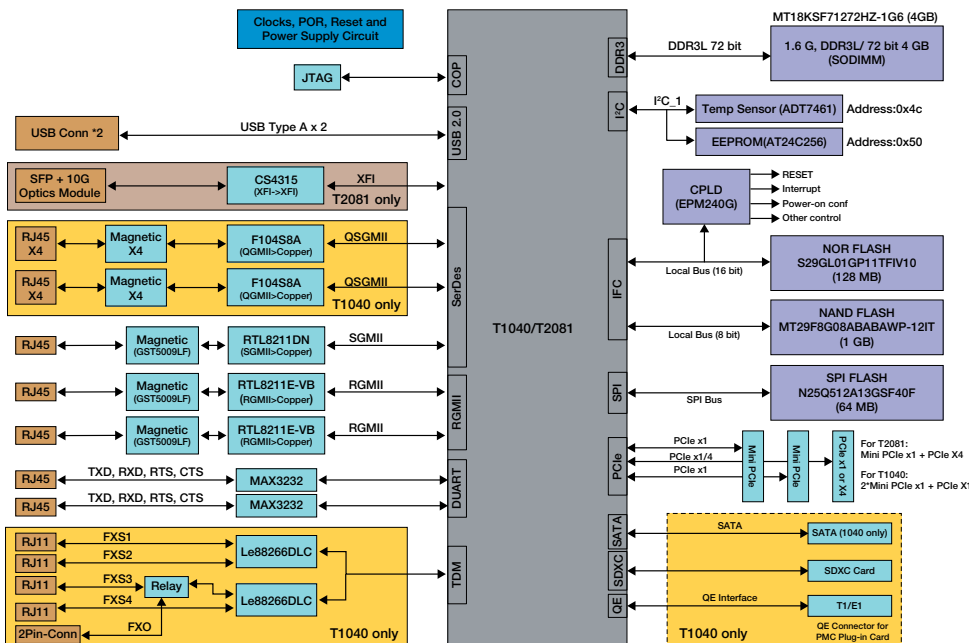 Clocks, POR, Reset and
Power Supply Circuit
JTAG
COP
USB Conn *2
USB Type A x 2
USB 2.0
SFP + 10G
Optics Module
CS4315
(XFI->XFI)
XFI
T2081 only
RJ45
X4
Magnetic
X4
F104S8A
(QGMII>Copper)
QSGMII
RJ45
X4
Magnetic
X4
F104S8A
(QGMII>Copper)
QSGMII
T1040 only
SerDes
RJ45
Magnetic
(GST5009LF)
RTL8211DN
(SGMII>Copper)
SGMII
RJ45
Magnetic
(GST5009LF)
RTL8211E-VB
(RGMII>Copper)
RGMII
RJ45
Magnetic
(GST5009LF)
RTL8211E-VB
(RGMII>Copper)
RGMII
RGMII
RJ45
TXD, RXD, RTS, CTS
MAX3232
RJ45
TXD, RXD, RTS, CTS
MAX3232
DUART
RJ11
FXS1
RJ11
FXS2
Le88266DLC
RJ11
FXS3
Relay
RJ11
FXS4
Le88266DLC
2Pin-Conn
FXO
T1040 only
TDM
T1040/T2081
MT18KSF71272HZ-1G6 (4GB)
DDR3
DDR3L 72 bit
1.6 G, DDR3L/ 72 bit 4 GB
(SODIMM)
I²C
I²C_1
Temp Sensor (ADT7461)
Address:0x4c
EEPROM(AT24C256)
Address:0x50
CPLD
(EPM240G)
RESET
Interrupt
Power-on conf
Other control
IFC
Local Bus (16 bit)
NOR FLASH
S29GL01GP11TFIV10
(128 MB)
Local Bus (8 bit)
NAND FLASH
MT29F8G08ABABAWP-12IT
(1 GB)
SPI
SPI Bus
SPI FLASH
N25Q512A13GSF40F
(64 MB)
PCIe
PCIe x1
PCIe x1/4
PCIe x1
Mini PCIe
Mini PCIe
PCIe x1
or X4
For T2081:
Mini PCIe x1 + PCIe X4
For T1040:
2*Mini PCIe x1 + PCIe X1
SATA
SATA
SATA (1040 only)
SDXC
SDXC Card
QE
QE Interface
T1/E1
T1040 only
QE Connector for
PMC Plug-in Card